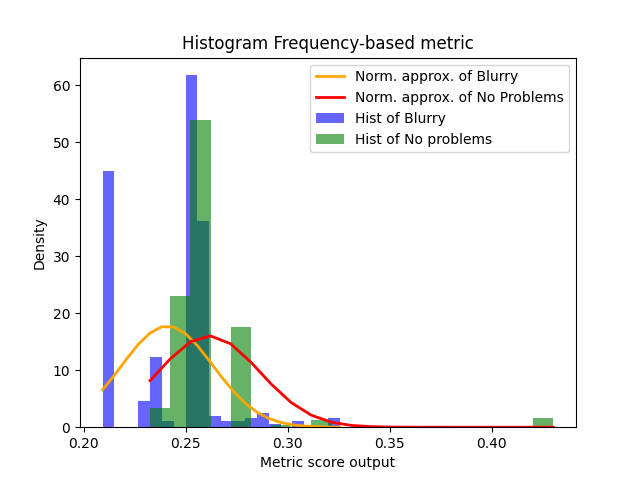 Histogram Frequency-based metric
Norm. approx. of Blurry
Norm. approx. of No Problems
Hist of Blurry
Hist of No problems
Density
60
50
40
30
20
10
0
0.20 0.25 0.30 0.35 0.40
Metric score output